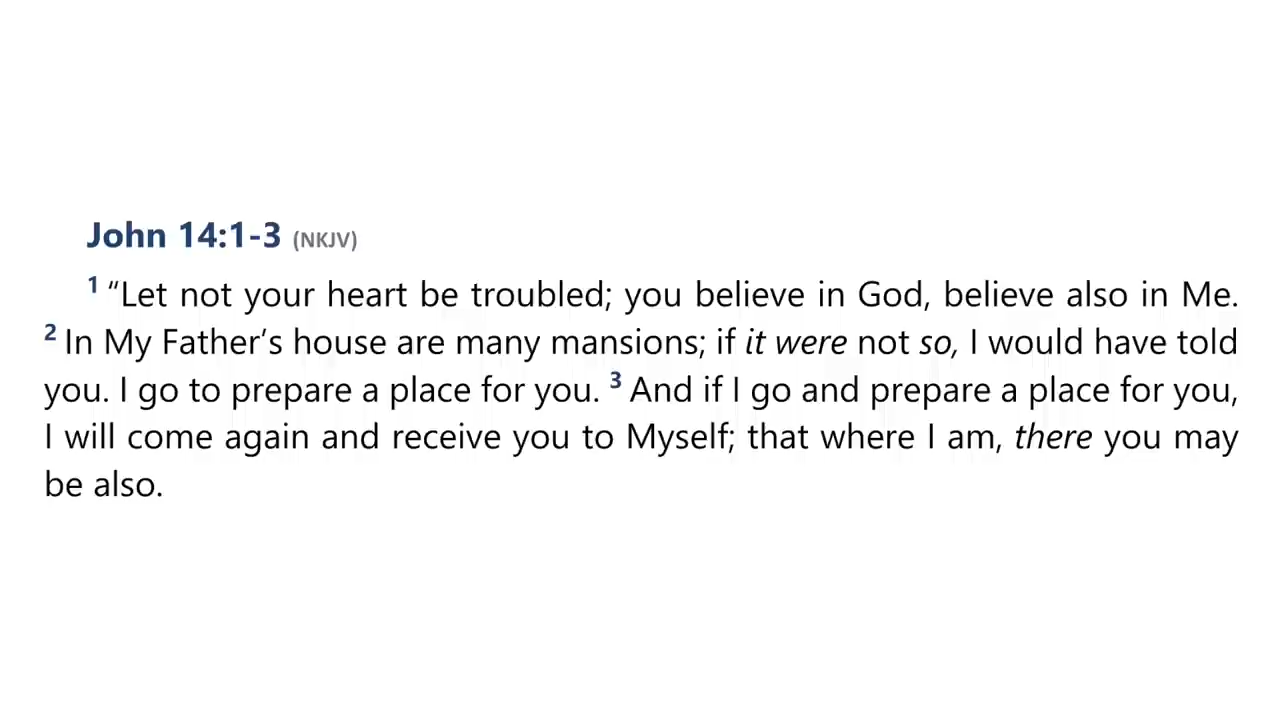 John 14:1-3 (NKJV)
1 “Let not your heart be troubled; you believe in God, believe also in Me.
2 In My Father’s house are many mansions; if it were not so, I would have told
you. I go to prepare a place for you. 3 And if I go and prepare a place for you,
I will come again and receive you to Myself; that where I am, there you may
be also.